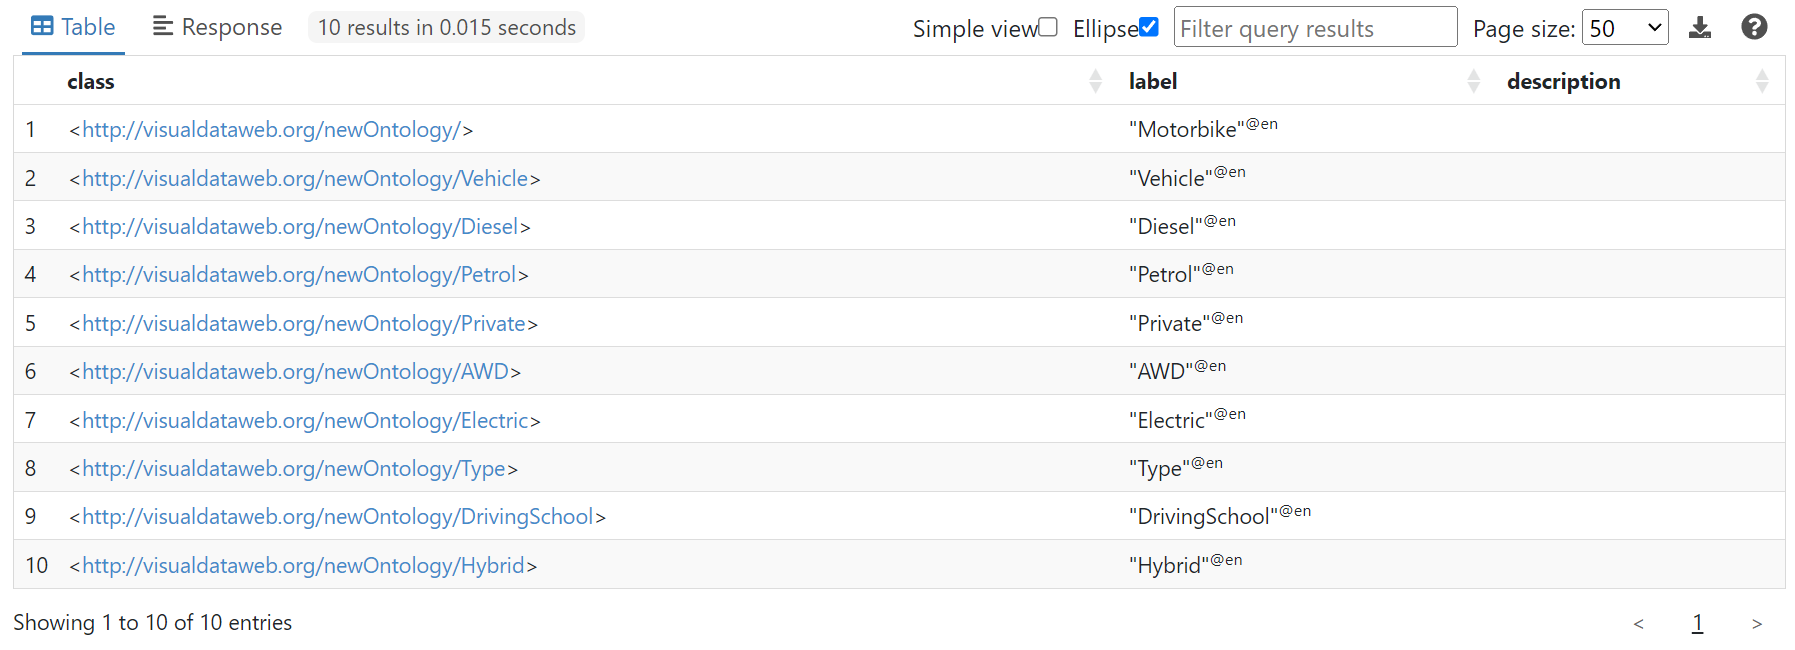 Table Response 10 results in 0.015 seconds Simple view Ellipse Filter query results Page size: 50
class label description
1 <http://visualdataweb.org/newOntology/> "Motorbike"@en
2 <http://visualdataweb.org/newOntology/Vehicle> "Vehicle"@en
3 <http://visualdataweb.org/newOntology/Diesel> "Diesel"@en
4 <http://visualdataweb.org/newOntology/Petrol> "Petrol"@en
5 <http://visualdataweb.org/newOntology/Private> "Private"@en
6 <http://visualdataweb.org/newOntology/AWD> "AWD"@en
7 <http://visualdataweb.org/newOntology/Electric> "Electric"@en
8 <http://visualdataweb.org/newOntology/Type> "Type"@en
9 <http://visualdataweb.org/newOntology/DrivingSchool> "DrivingSchool"@en
10 <http://visualdataweb.org/newOntology/Hybrid> "Hybrid"@en
Showing 1 to 10 of 10 entries < 1 >